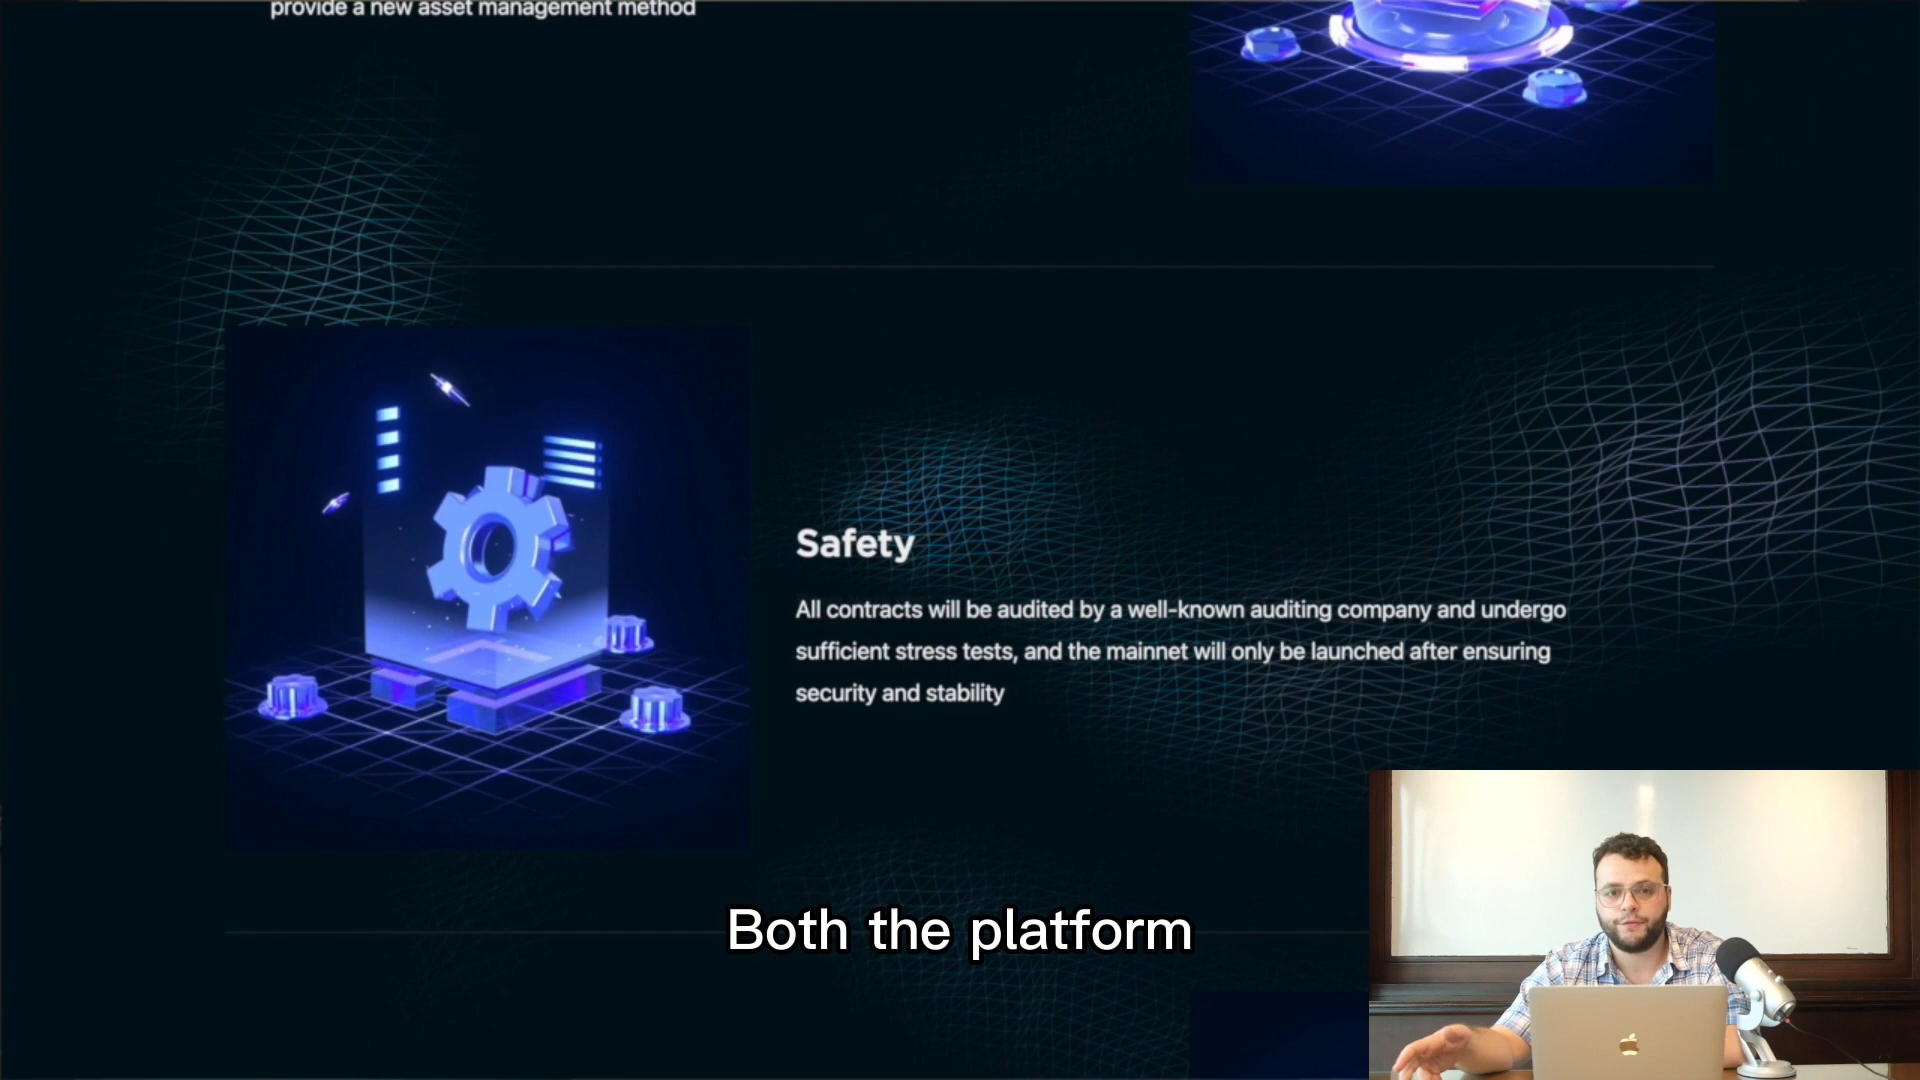 provide a new asset management method
Safety
All contracts will be audited by a well-known auditing company and undergo
sufficient stress tests, and the mainnet will only be launched after ensuring
security and stability
Both the platform